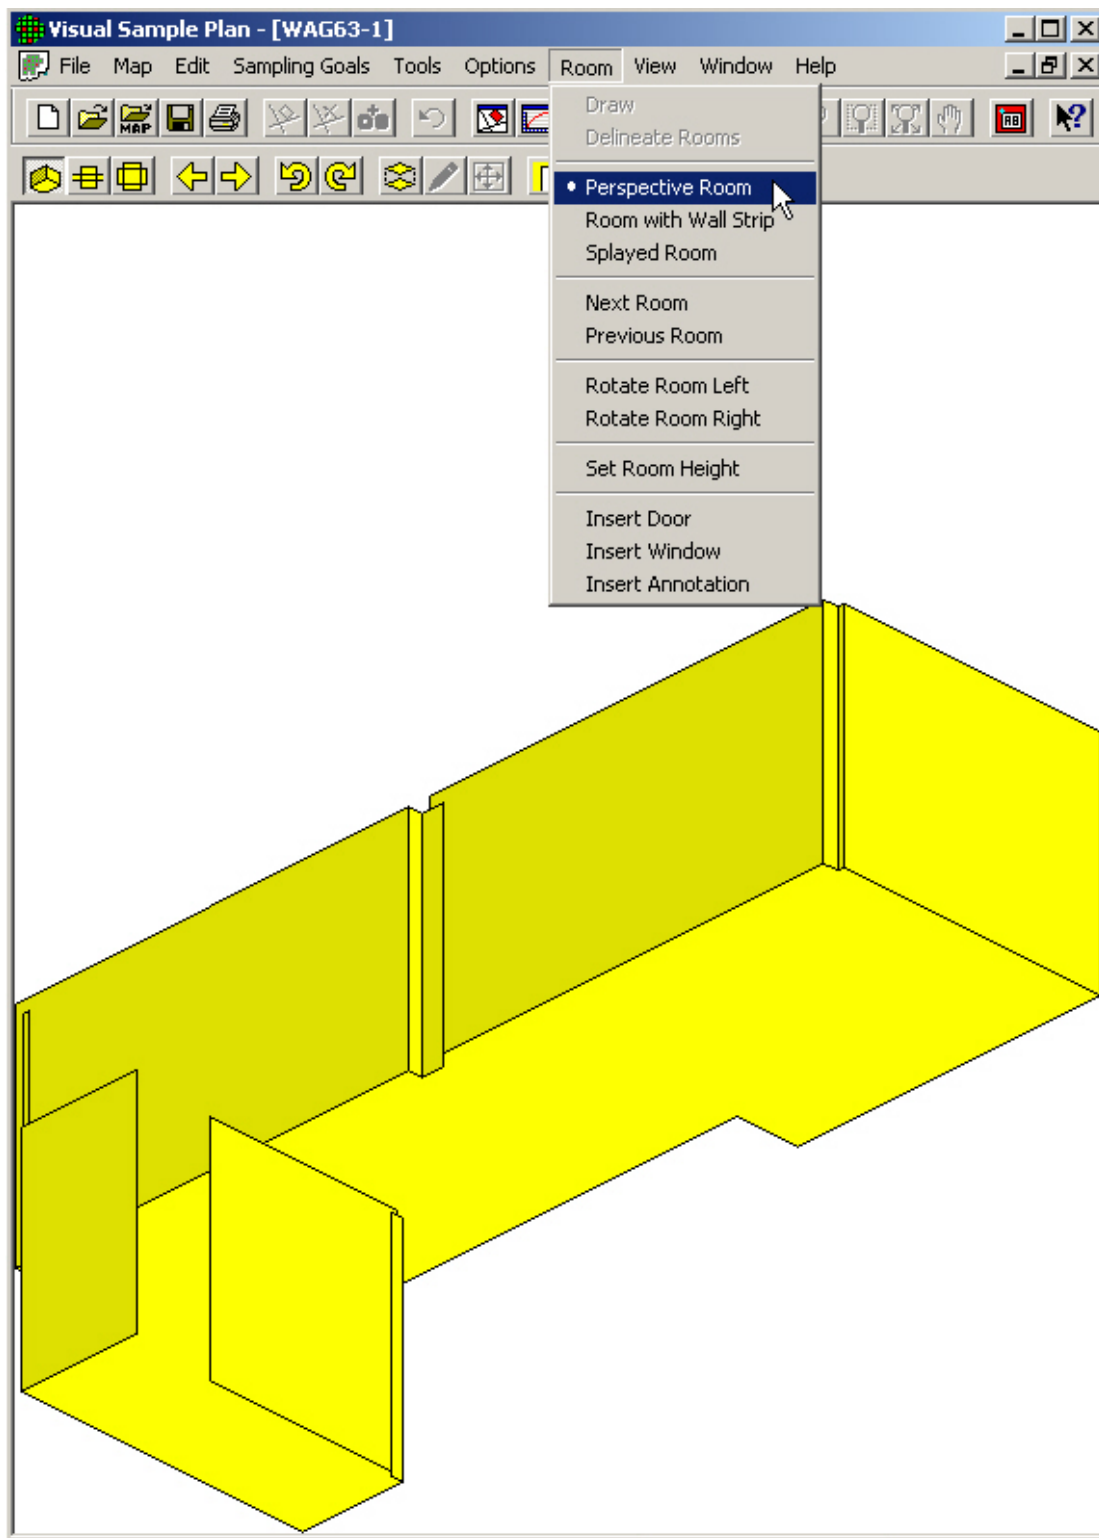 Visual Sample Plan - [WAG63-1]
File Map Edit Sampling Goals Tools Options Room View Window Help
MAP
AB
Draw
Delineate Rooms
Perspective Room
Room with Wall Strip
Splayed Room
Next Room
Previous Room
Rotate Room Left
Rotate Room Right
Set Room Height
Insert Door
Insert Window
Insert Annotation